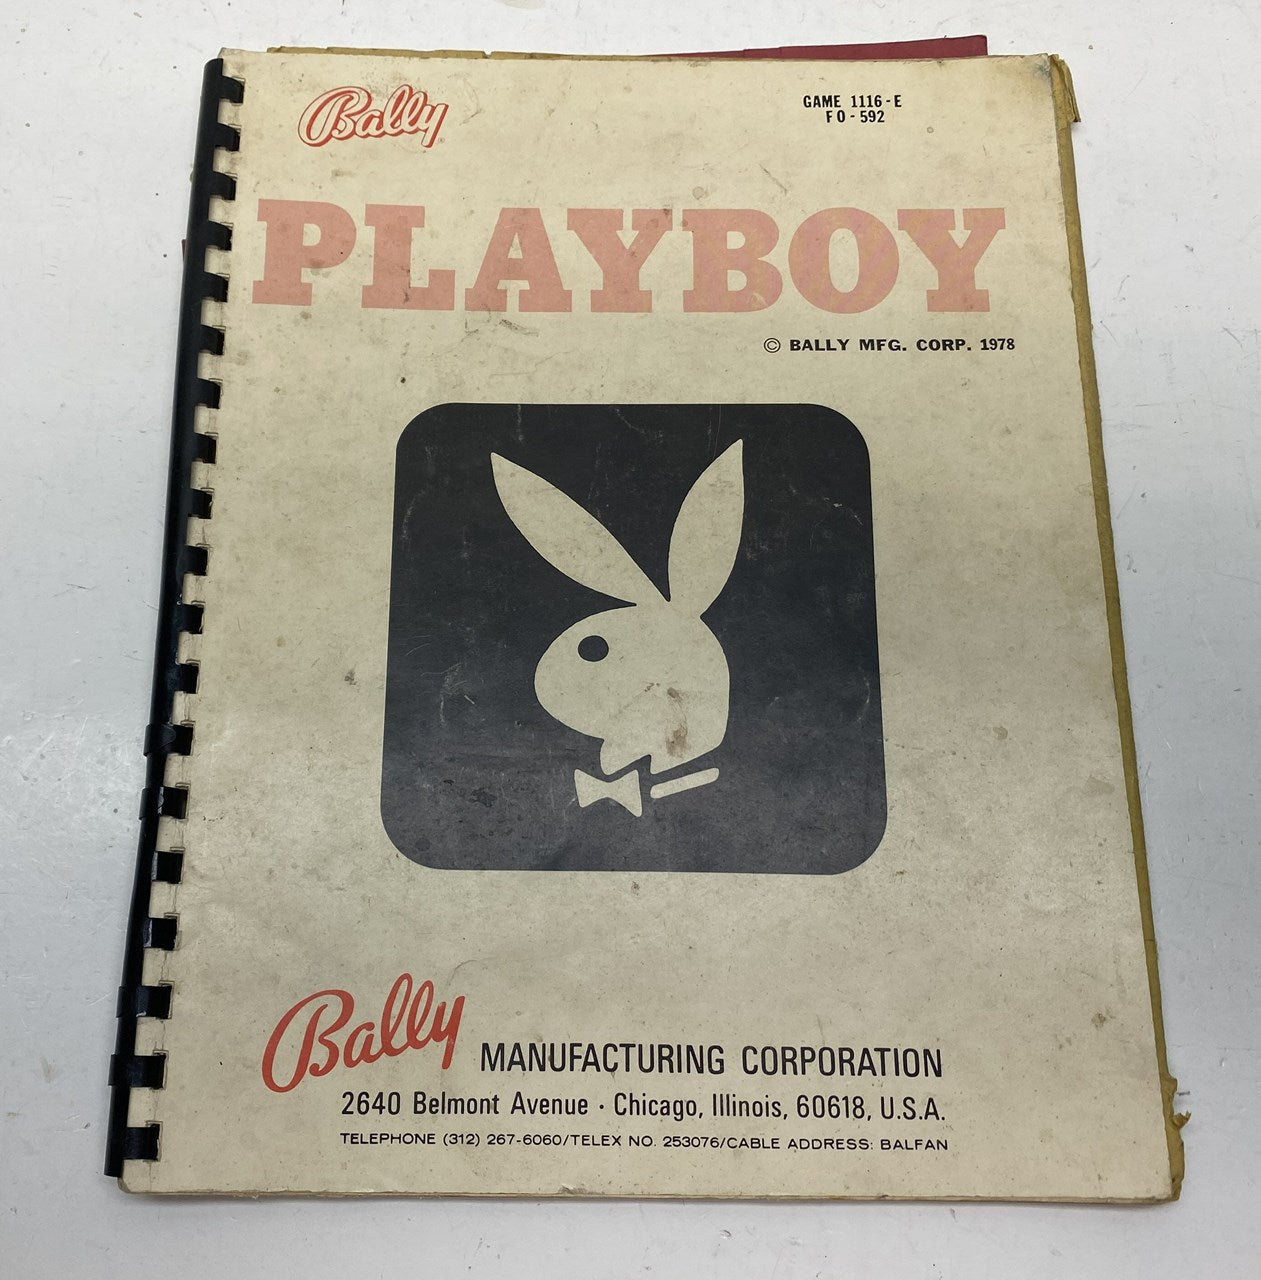 Bally
GAME 1116-E
FO-592
PLAYBOY
© BALLY MFG. CORP. 1978
Bally MANUFACTURING CORPORATION
2640 Belmont Avenue · Chicago, Illinois, 60618, U.S.A.
TELEPHONE (312) 267-6060/TELEX NO. 253076/CABLE ADDRESS: BALFAN